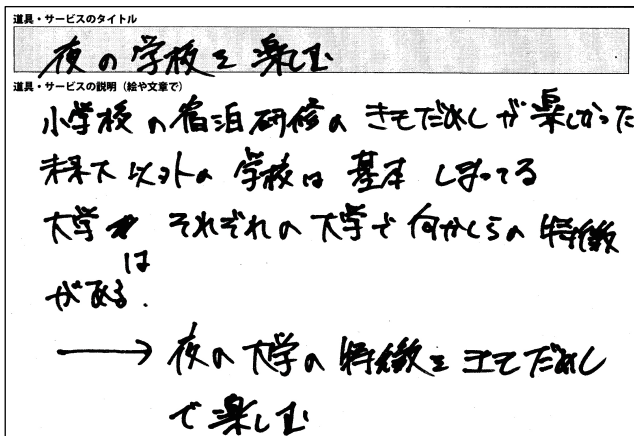 道具・サービスのタイトル
夜の学校を楽しむ
道具・サービスの説明（絵や文章で）
小学校の宿泊研修のきもだめしが楽しかった
未来大以外の学校は基本しまってる
大学
それぞれの大学で何かしらの特徴
は
がある.
→ 夜の大学の特徴をきもだめし
で楽しむ